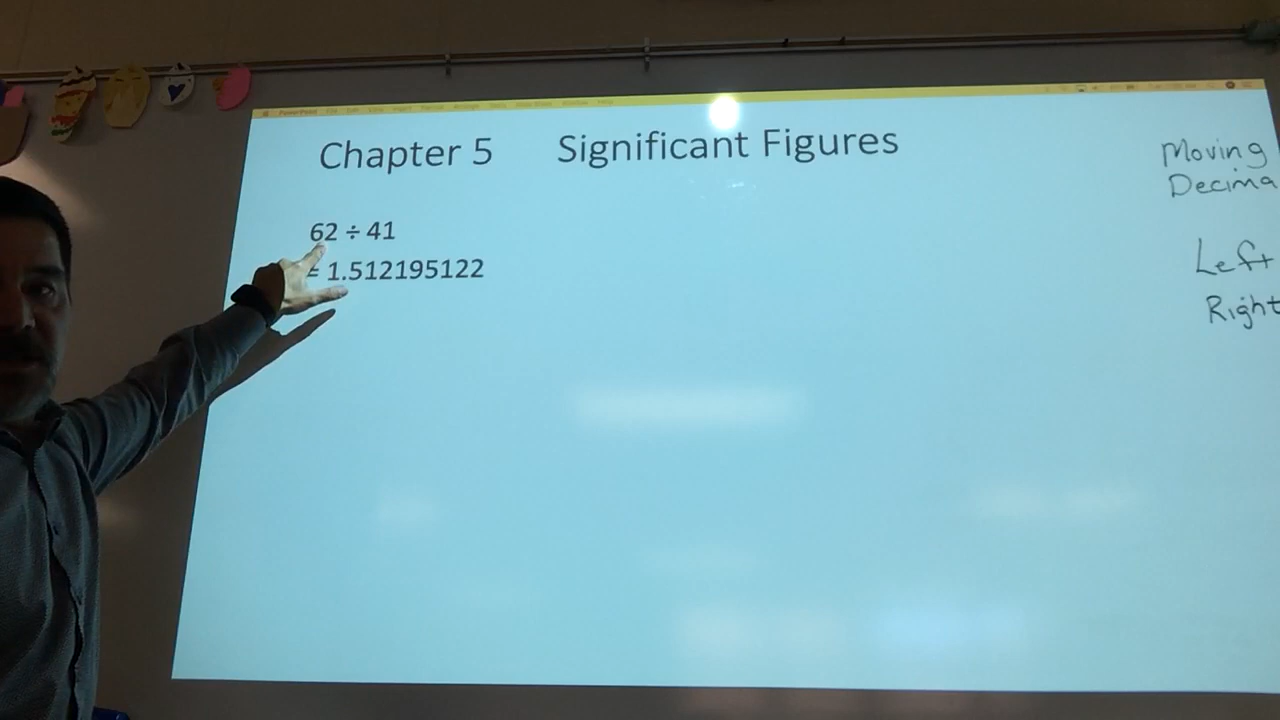 Chapter 5 Significant Figures
62 ÷ 41
= 1.512195122
Moving
Decima
Left
Right